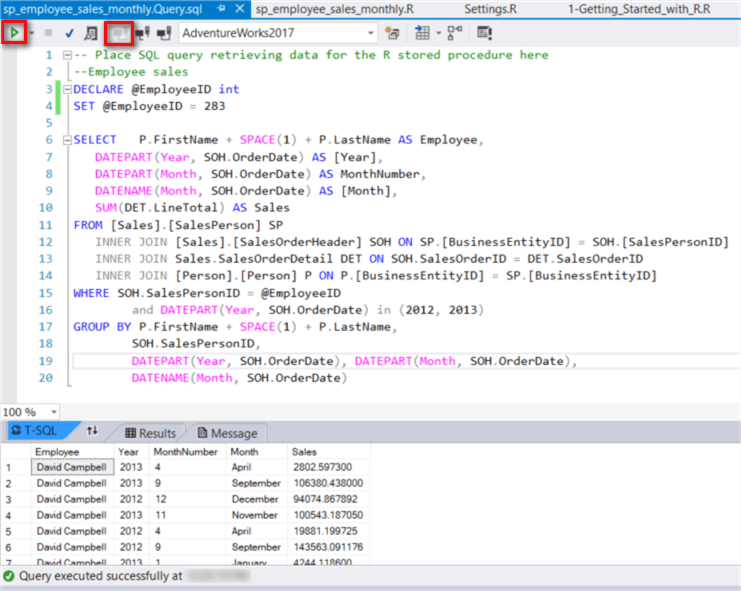 sp_employee_sales_monthly.Query.sql sp_employee_sales_monthly.R Settings.R 1-Getting_Started_with_R.R
AdventureWorks2017
1 -- Place SQL query retrieving data for the R stored procedure here
2 --Employee sales
3 DECLARE @EmployeeID int
4 SET @EmployeeID = 283
5
6 SELECT P.FirstName + SPACE(1) + P.LastName AS Employee,
7 DATEPART(Year, SOH.OrderDate) AS [Year],
8 DATEPART(Month, SOH.OrderDate) AS MonthNumber,
9 DATENAME(Month, SOH.OrderDate) AS [Month],
10 SUM(DET.LineTotal) AS Sales
11 FROM [Sales].[SalesPerson] SP
12 INNER JOIN [Sales].[SalesOrderHeader] SOH ON SP.[BusinessEntityID] = SOH.[SalesPersonID]
13 INNER JOIN Sales.SalesOrderDetail DET ON SOH.SalesOrderID = DET.SalesOrderID
14 INNER JOIN [Person].[Person] P ON P.[BusinessEntityID] = SP.[BusinessEntityID]
15 WHERE SOH.SalesPersonID = @EmployeeID
16 and DATEPART(Year, SOH.OrderDate) in (2012, 2013)
17 GROUP BY P.FirstName + SPACE(1) + P.LastName,
18 SOH.SalesPersonID,
19 DATEPART(Year, SOH.OrderDate), DATEPART(Month, SOH.OrderDate),
20 DATENAME(Month, SOH.OrderDate)
100 %
T-SQL Results Message
Employee Year MonthNumber Month Sales
1 David Campbell 2013 4 April 2802.597300
2 David Campbell 2013 9 September 106380.438000
3 David Campbell 2012 12 December 94074.867892
4 David Campbell 2013 11 November 100543.187050
5 David Campbell 2012 4 April 19881.199725
6 David Campbell 2012 9 September 143563.091176
7 David Campbell 2013 1 January 4244.118600
Query executed successfully at